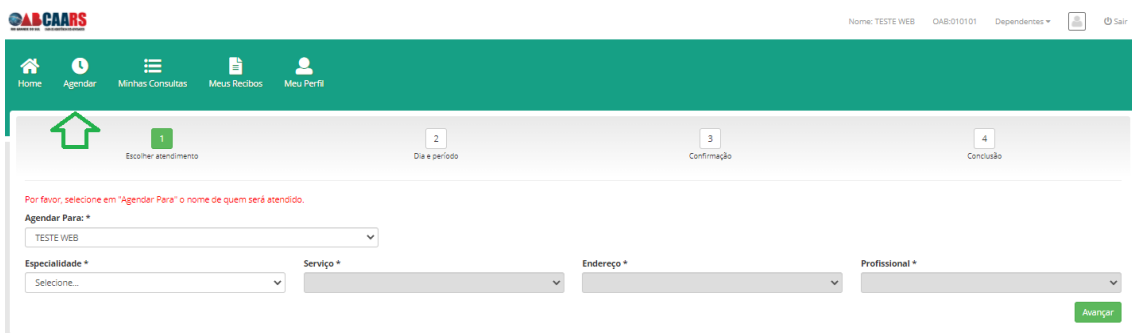 OABCAARS
Nome: TESTE WEB OAB:010101 Dependentes Sair
Home Agendar Minhas Consultas Meus Recibos Meu Perfil
1 2 3 4
Escolher atendimento Dia e período Confirmação Conclusão
Por favor, selecione em "Agendar Para" o nome de quem será atendido.
Agendar Para: *
TESTE WEB
Especialidade * Serviço * Endereço * Profissional *
Selecione...
Avançar